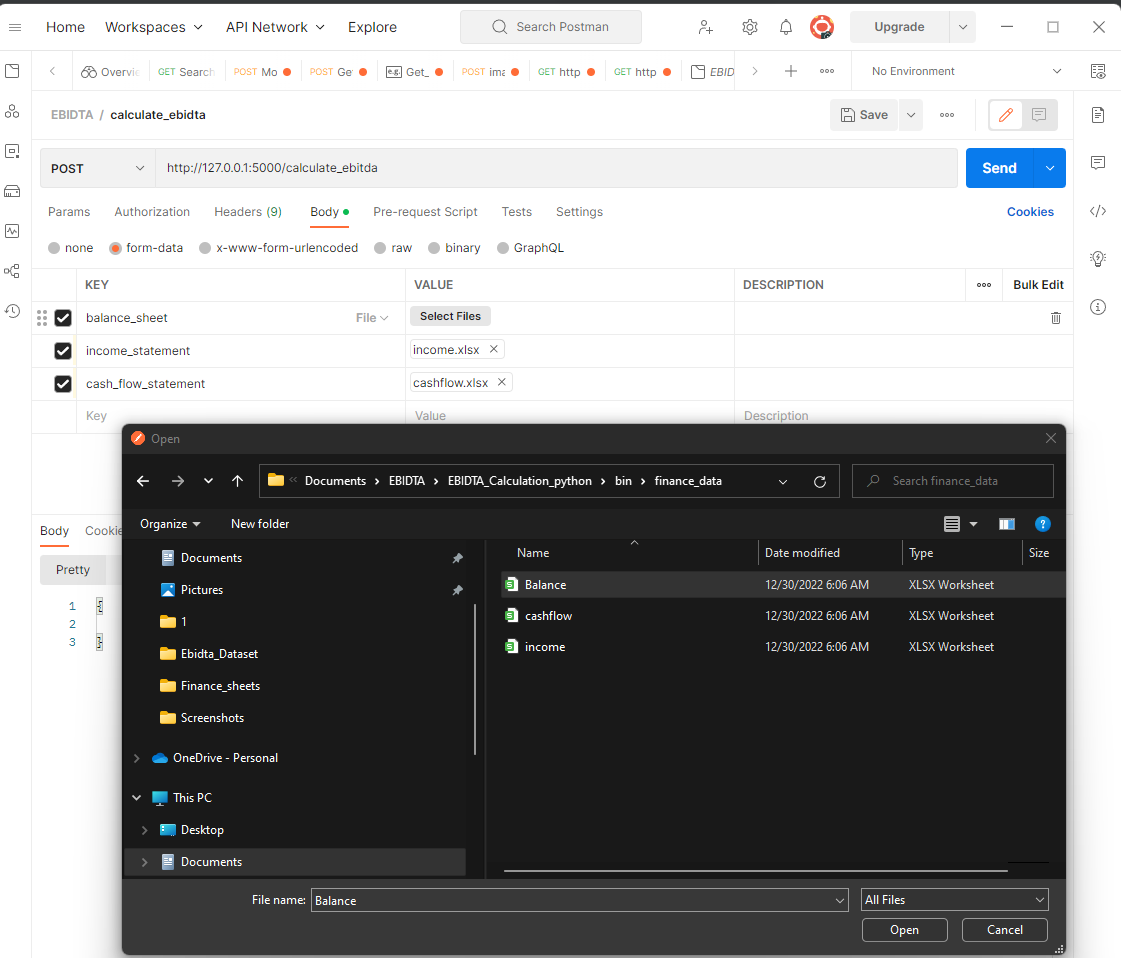 Home Workspaces API Network Explore Search Postman Upgrade
Overvie GET Search POST Mo POST Ge e.g. Get_ POST ima GET http GET http EBID No Environment
EBIDTA / calculate_ebidta Save
POST http://127.0.0.1:5000/calculate_ebitda Send
Params Authorization Headers (9) Body Pre-request Script Tests Settings Cookies
none form-data x-www-form-urlencoded raw binary GraphQL
KEY VALUE DESCRIPTION Bulk Edit
balance_sheet File Select Files
income_statement income.xlsx
cash_flow_statement cashflow.xlsx
Key Value Description
Open
Documents EBIDTA EBIDTA_Calculation_python bin finance_data Search finance_data
Organize New folder
Body Cookie
Pretty
1 {
2
3 }
Documents
Pictures
1
Ebidta_Dataset
Finance_sheets
Screenshots
OneDrive - Personal
This PC
Desktop
Documents
Name Date modified Type Size
Balance 12/30/2022 6:06 AM XLSX Worksheet
cashflow 12/30/2022 6:06 AM XLSX Worksheet
income 12/30/2022 6:06 AM XLSX Worksheet
File name: Balance All Files
Open Cancel